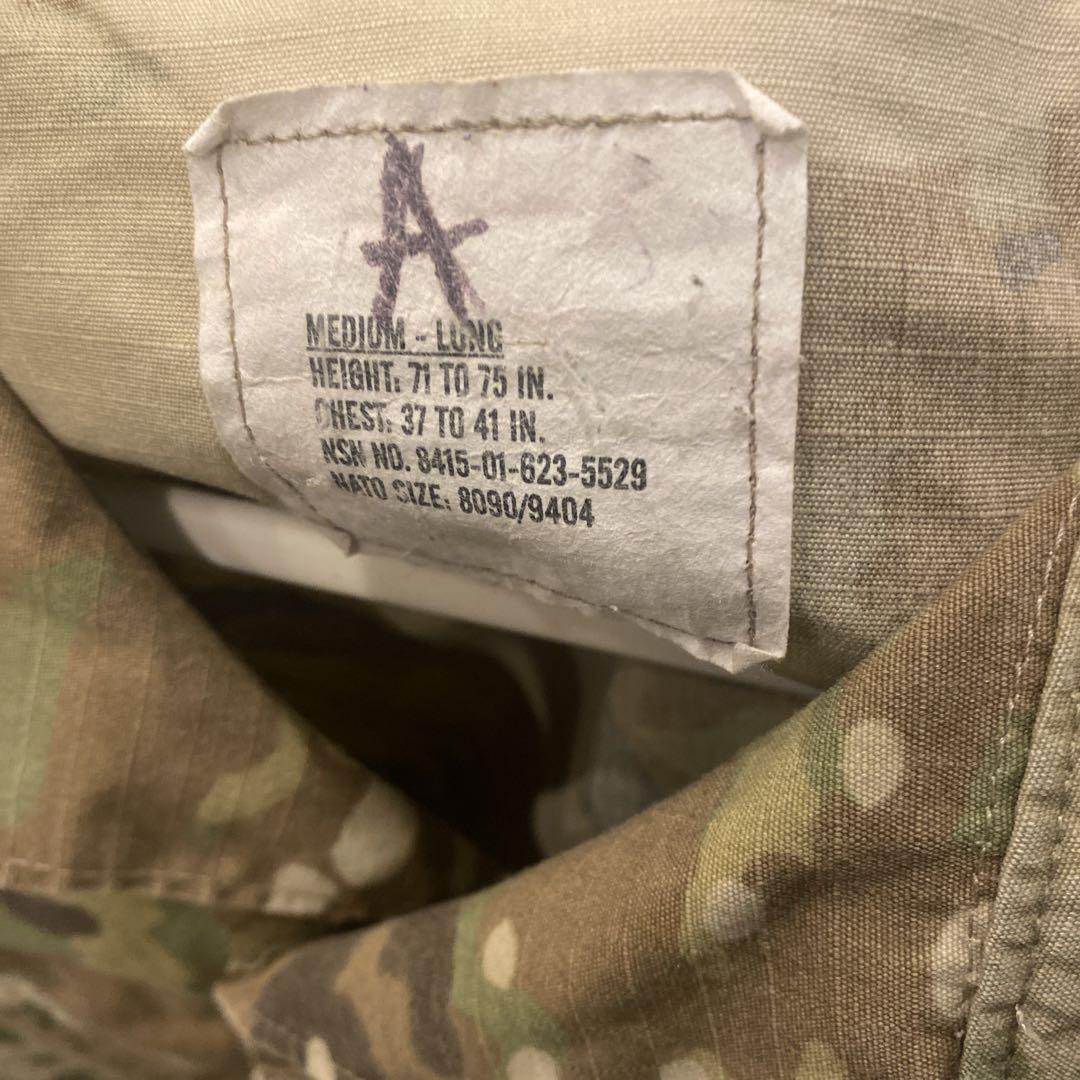 A
MEDIUM - LONG
HEIGHT: 71 TO 75 IN.
CHEST: 37 TO 41 IN.
NSN NO. 8415-01-623-5529
NATO SIZE: 8090/9404